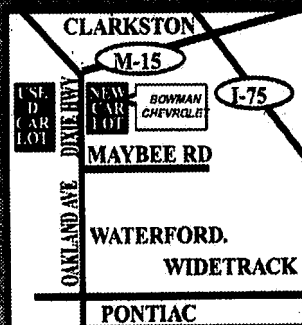 CLARKSTON
M-15
I-75
USE
D
CAR
LOT
DIXIE HWY
NEW
CAR
LOT
BOWMAN
CHEVROLET
MAYBEE RD
OAKLAND AVE
WATERFORD.
WIDETRACK
PONTIAC